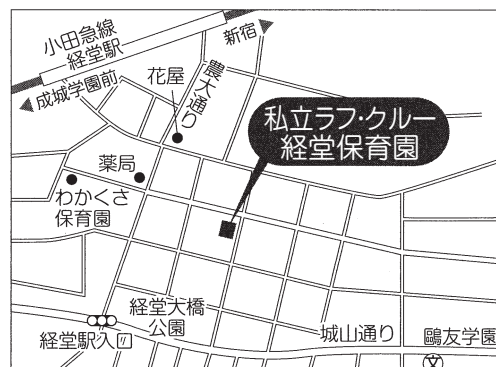 小田急線
経堂駅
新宿
成城学園前
花屋
農大通り
私立ラフ・クルー
経堂保育園
薬局
わかくさ
保育園
経堂大橋
公園
経堂駅入口
城山通り
鷗友学園
文